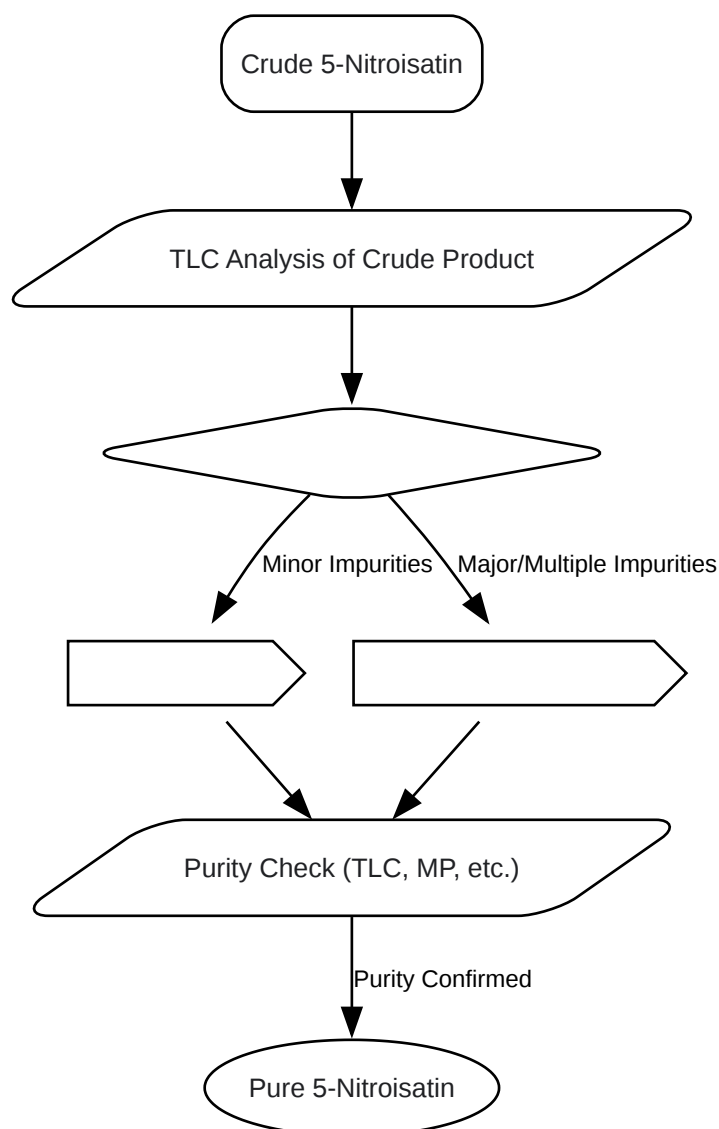 Crude 5-Nitroisatin
TLC Analysis of Crude Product
Minor Impurities
Major/Multiple Impurities
Purity Check (TLC, MP, etc.)
Purity Confirmed
Pure 5-Nitroisatin